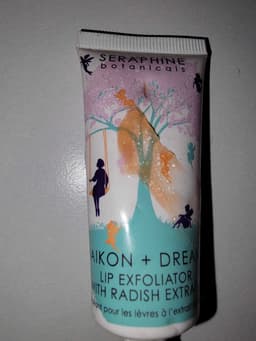 SERAPHINE
botanicals
AIKON + DREA
LIP EXFOLIATOR
WITH RADISH EXTRA
pour les lèvres à l'extra